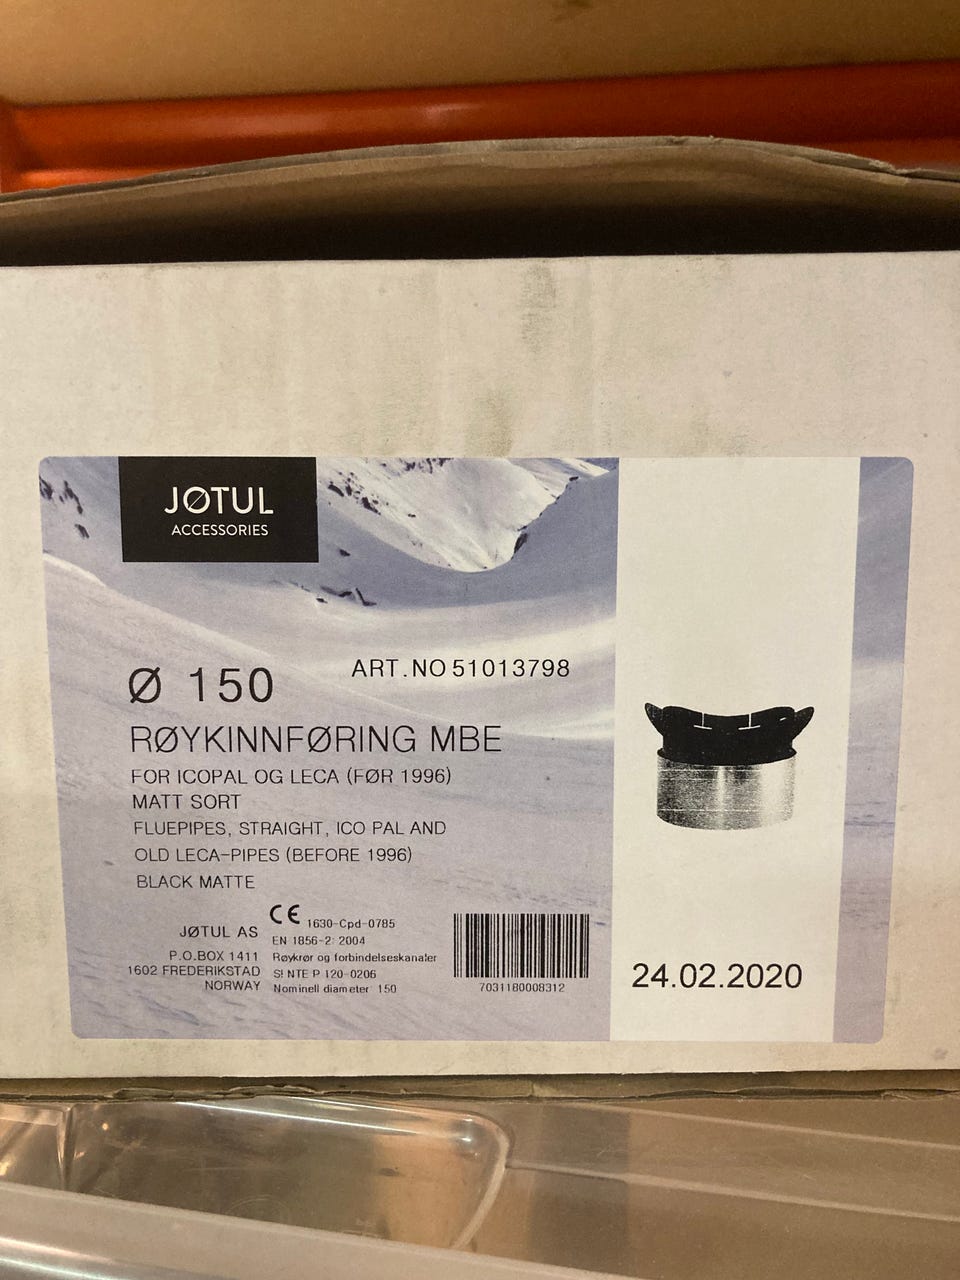 JØTUL
ACCESSORIES
ART.NO 51013798
Ø 150
RØYKINNFØRING MBE
FOR ICOPAL OG LECA (FØR 1996)
MATT SORT
FLUEPIPES, STRAIGHT, ICO PAL AND
OLD LECA-PIPES (BEFORE 1996)
BLACK MATTE
JØTUL AS
P.O.BOX 1411
1602 FREDERIKSTAD
NORWAY
CE 1630-Cpd-0785
EN 1856-2: 2004
Røykrør og forbindelseskanaler
SI NTE P 120-0206
Nominell diameter 150
7031180008312
24.02.2020